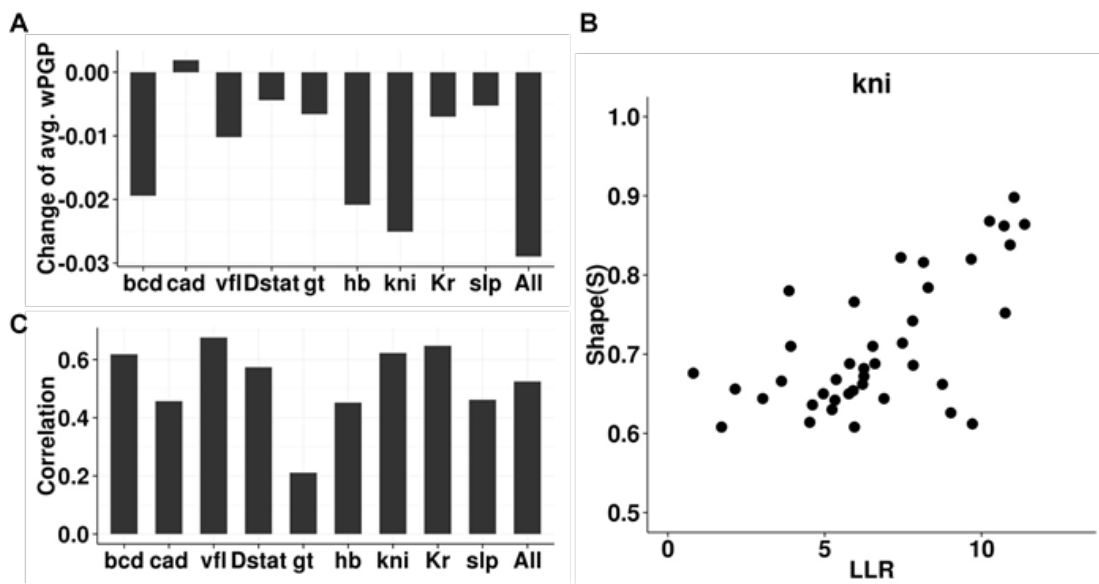 A
Change of avg. wPGP
0.00
-0.01
-0.02
-0.03
bcd cad vfl Dstat gt hb kni Kr slp All
B
kni
Shape(S)
1.0
0.9
0.8
0.7
0.6
0.5
0 5 10
LLR
C
Correlation
0.6
0.4
0.2
0.0
bcd cad vfl Dstat gt hb kni Kr slp All